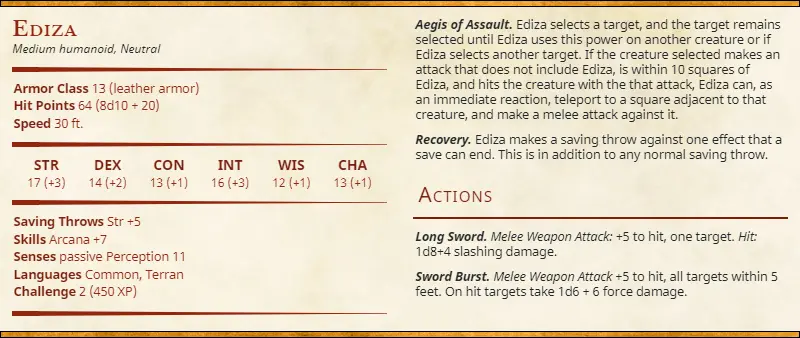 Ediza
Medium humanoid, Neutral
Armor Class 13 (leather armor)
Hit Points 64 (8d10 + 20)
Speed 30 ft.
STR DEX CON INT WIS CHA
17 (+3) 14 (+2) 13 (+1) 16 (+3) 12 (+1) 13 (+1)
Saving Throws Str +5
Skills Arcana +7
Senses passive Perception 11
Languages Common, Terran
Challenge 2 (450 XP)
Aegis of Assault. Ediza selects a target, and the target remains
selected until Ediza uses this power on another creature or if
Ediza selects another target. If the creature selected makes an
attack that does not include Ediza, is within 10 squares of
Ediza, and hits the creature with the that attack, Ediza can, as
an immediate reaction, teleport to a square adjacent to that
creature, and make a melee attack against it.
Recovery. Ediza makes a saving throw against one effect that a
save can end. This is in addition to any normal saving throw.
Actions
Long Sword. Melee Weapon Attack: +5 to hit, one target. Hit:
1d8+4 slashing damage.
Sword Burst. Melee Weapon Attack +5 to hit, all targets within 5
feet. On hit targets take 1d6 + 6 force damage.